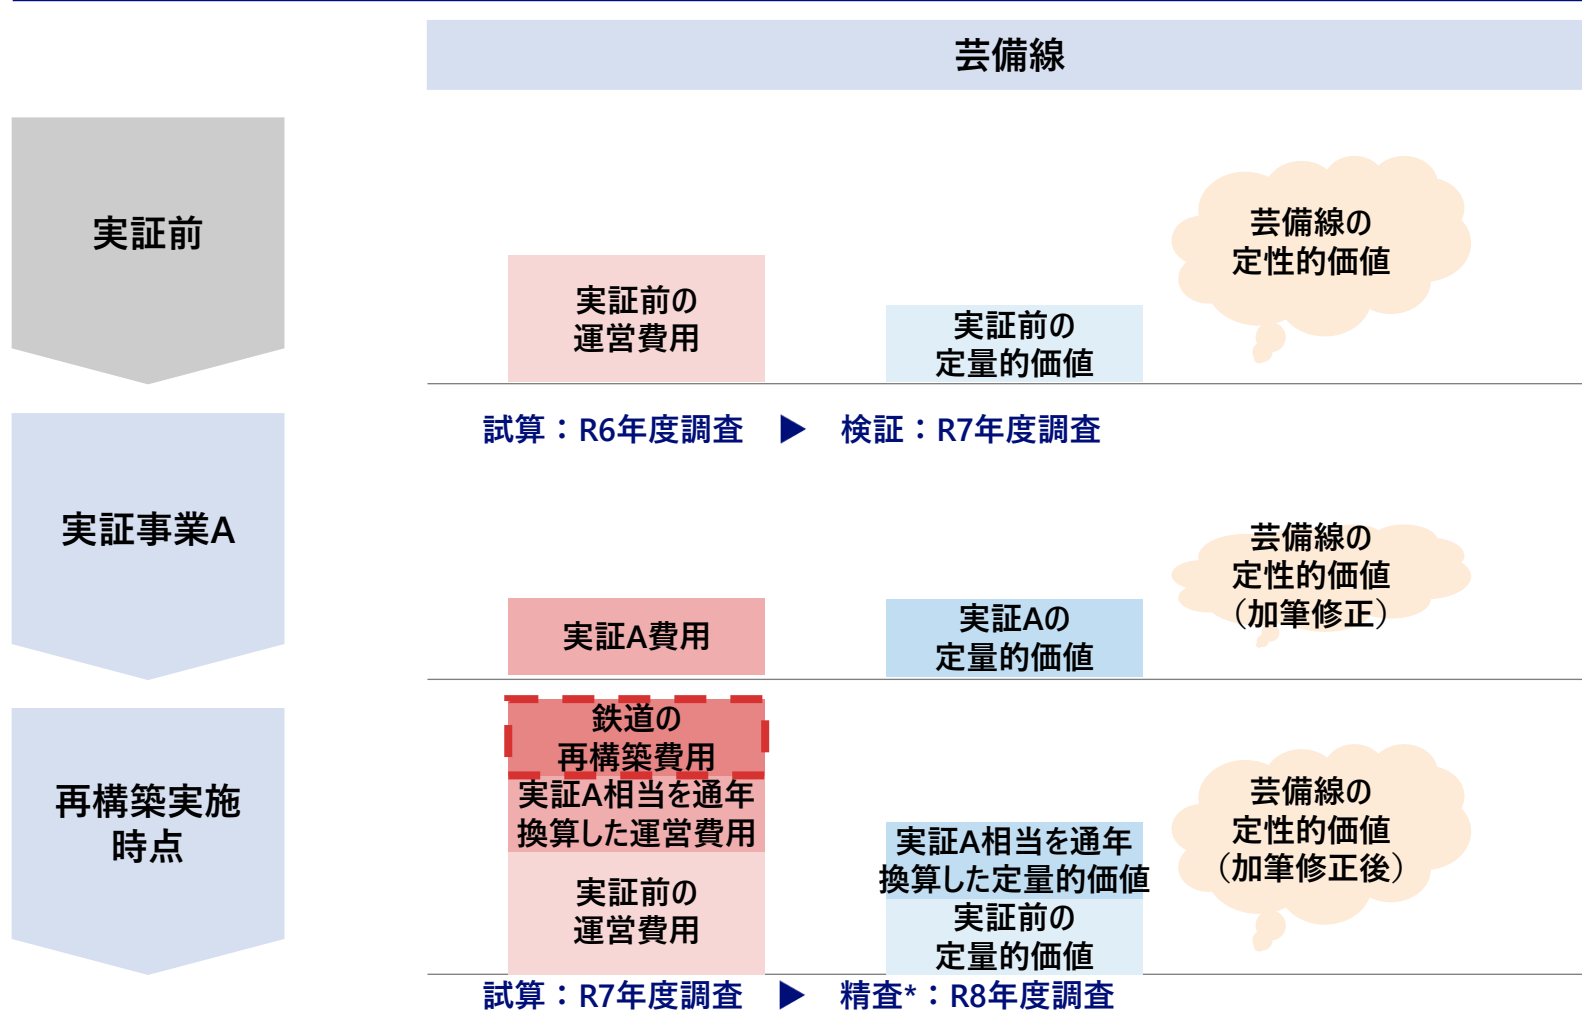 芸備線
実証前
実証前の
運営費用
実証前の
定量的価値
芸備線の
定性的価値
試算：R6年度調査 ▶ 検証：R7年度調査
実証事業A
実証A費用
実証Aの
定量的価値
芸備線の
定性的価値
（加筆修正）
再構築実施
時点
鉄道の
再構築費用
実証A相当を通年
換算した運営費用
実証前の
運営費用
実証A相当を通年
換算した定量的価値
実証前の
定量的価値
芸備線の
定性的価値
（加筆修正後）
試算：R7年度調査 ▶ 精査*：R8年度調査